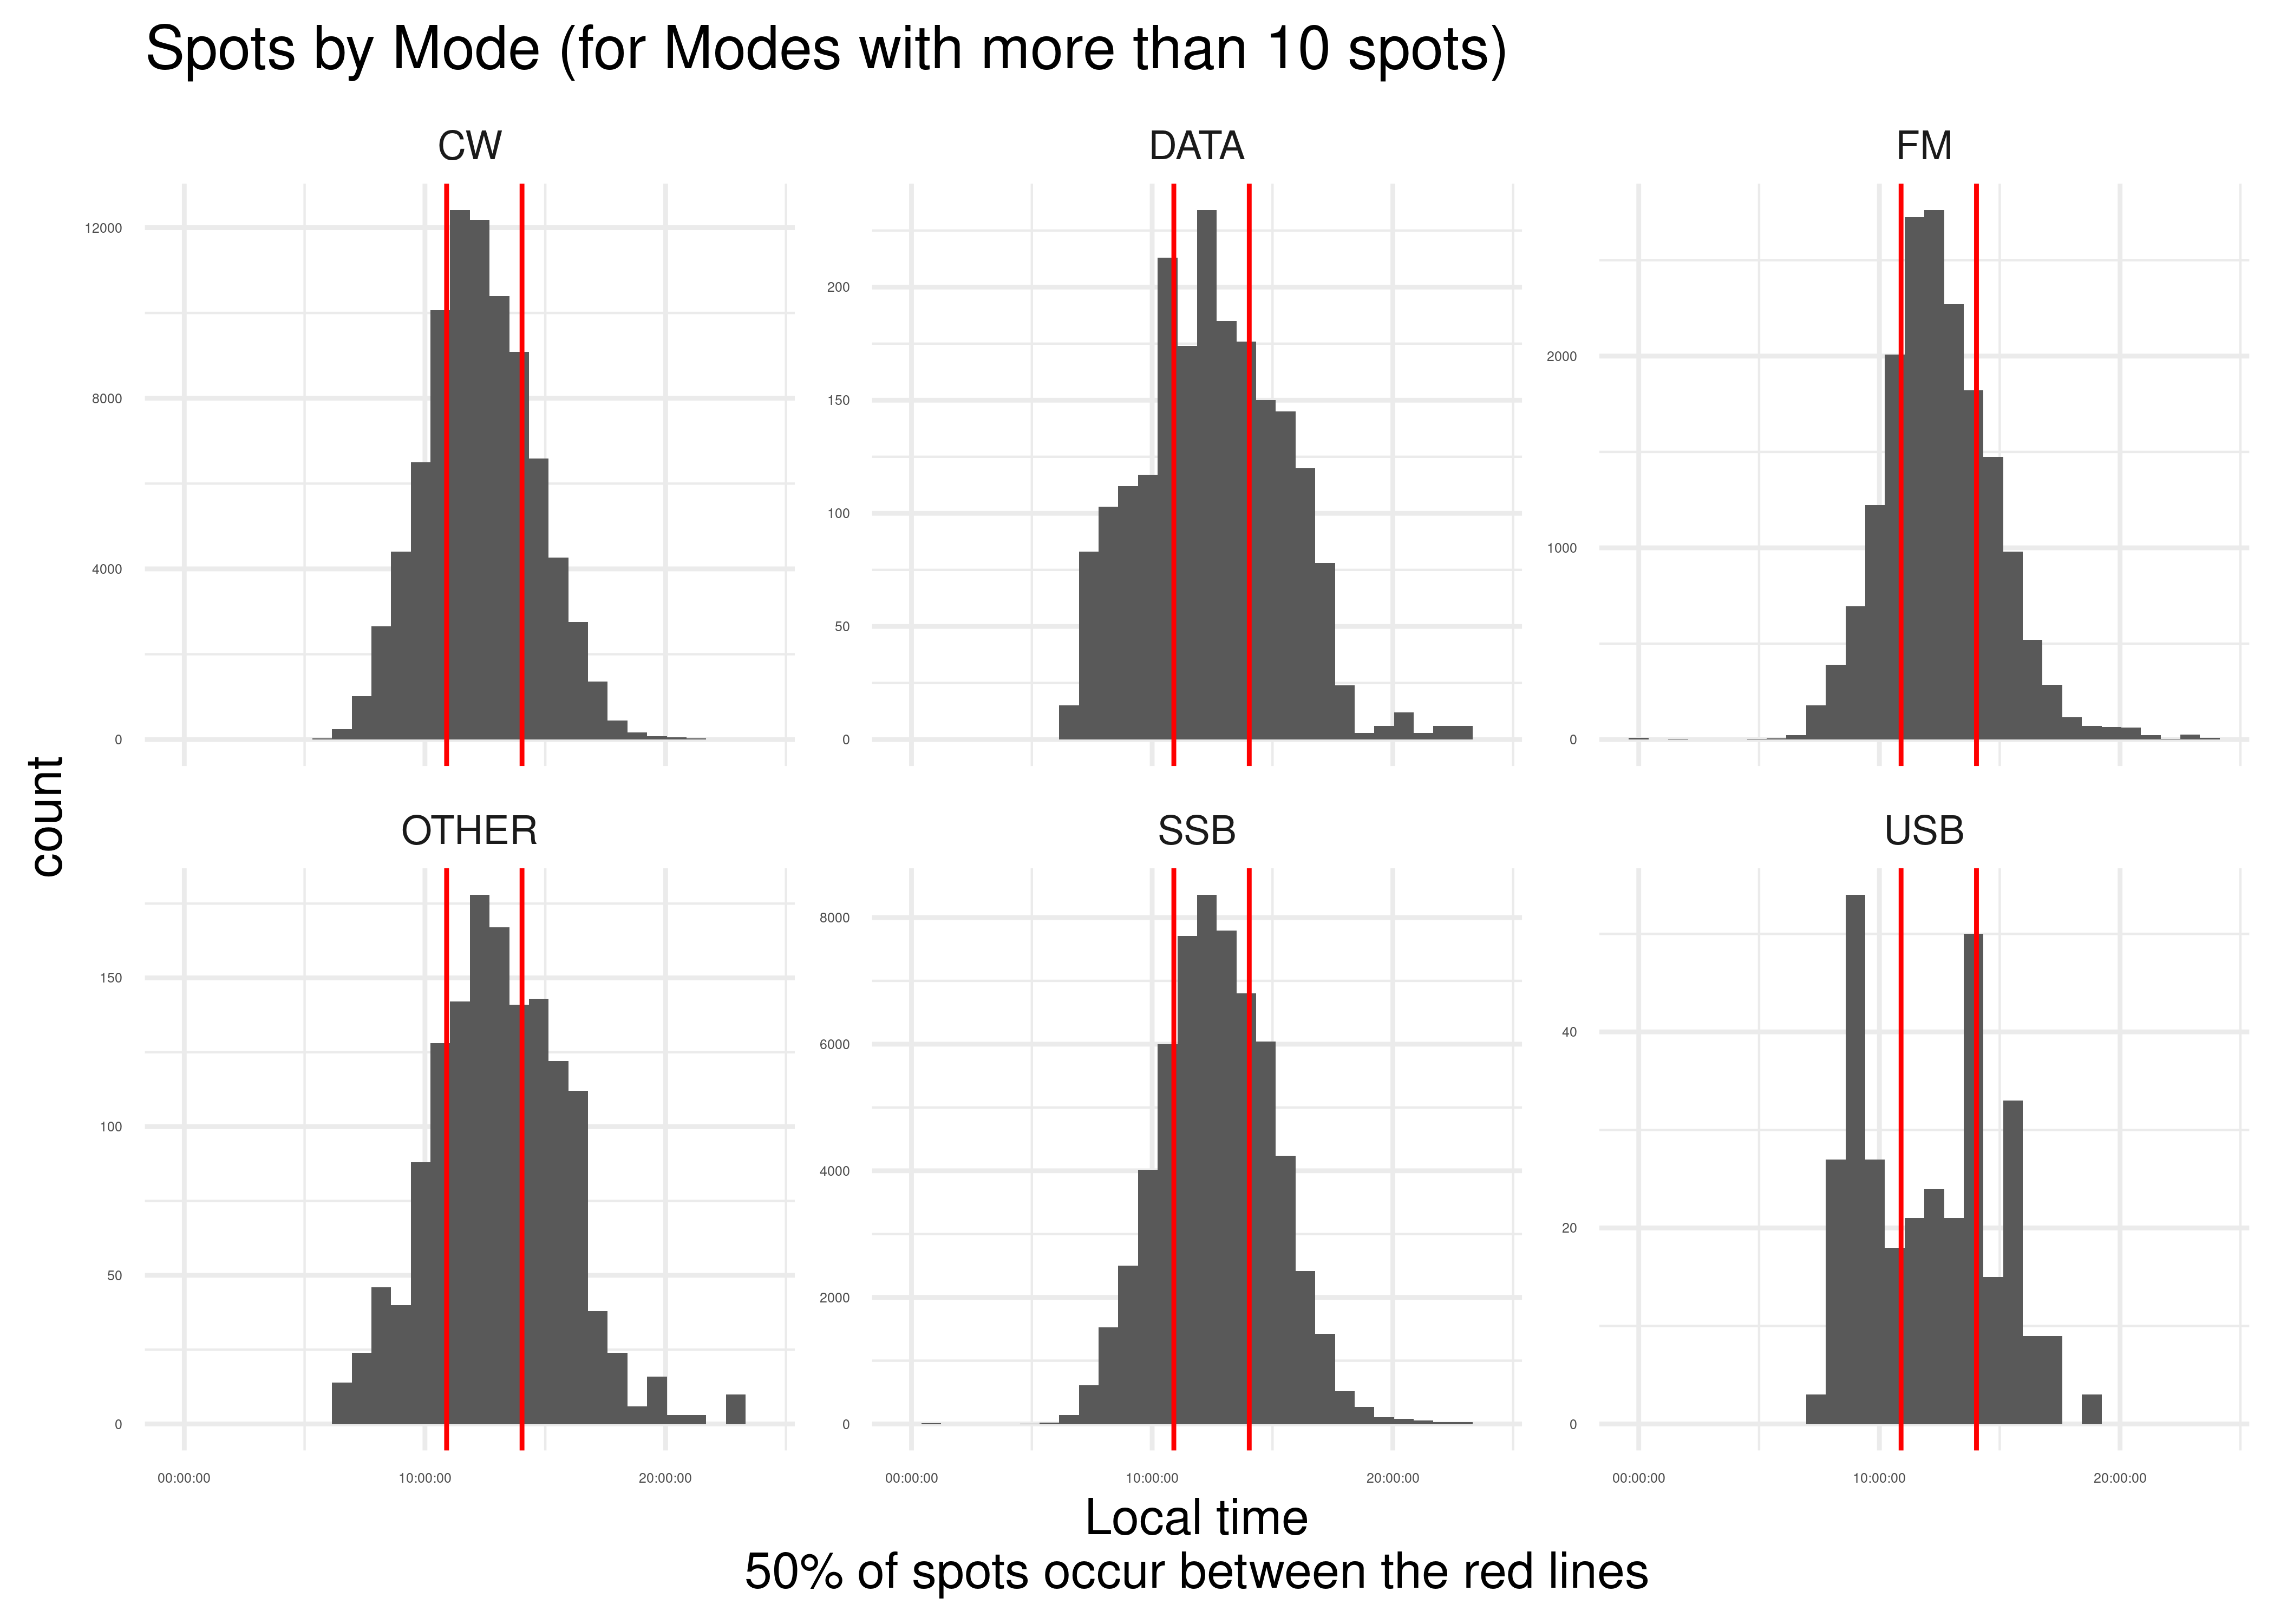 Spots by Mode (for Modes with more than 10 spots)
CW
DATA
FM
12000
8000
4000
0
200
150
100
50
0
2000
1000
0
count
OTHER
SSB
USB
150
100
50
0
8000
6000
4000
2000
0
40
20
0
00:00:00 10:00:00 20:00:00
00:00:00 10:00:00 20:00:00
00:00:00 10:00:00 20:00:00
Local time
50% of spots occur between the red lines